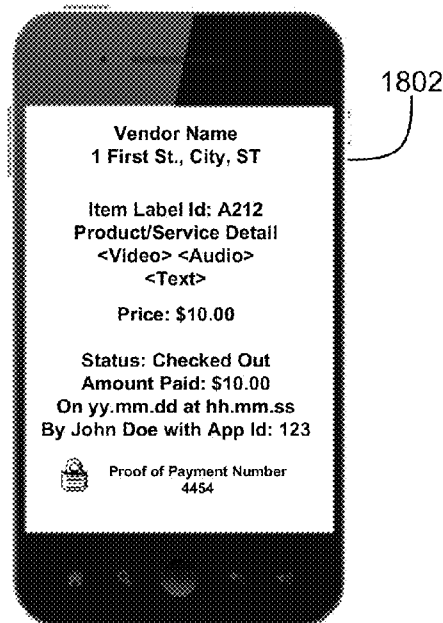 1802
Vendor Name
1 First St., City, ST
Item Label Id: A212
Product/Service Detail
<Video> <Audio>
<Text>
Price: $10.00
Status: Checked Out
Amount Paid: $10.00
On yy.mm.dd at hh.mm.ss
By John Doe with App Id: 123
Proof of Payment Number
4454